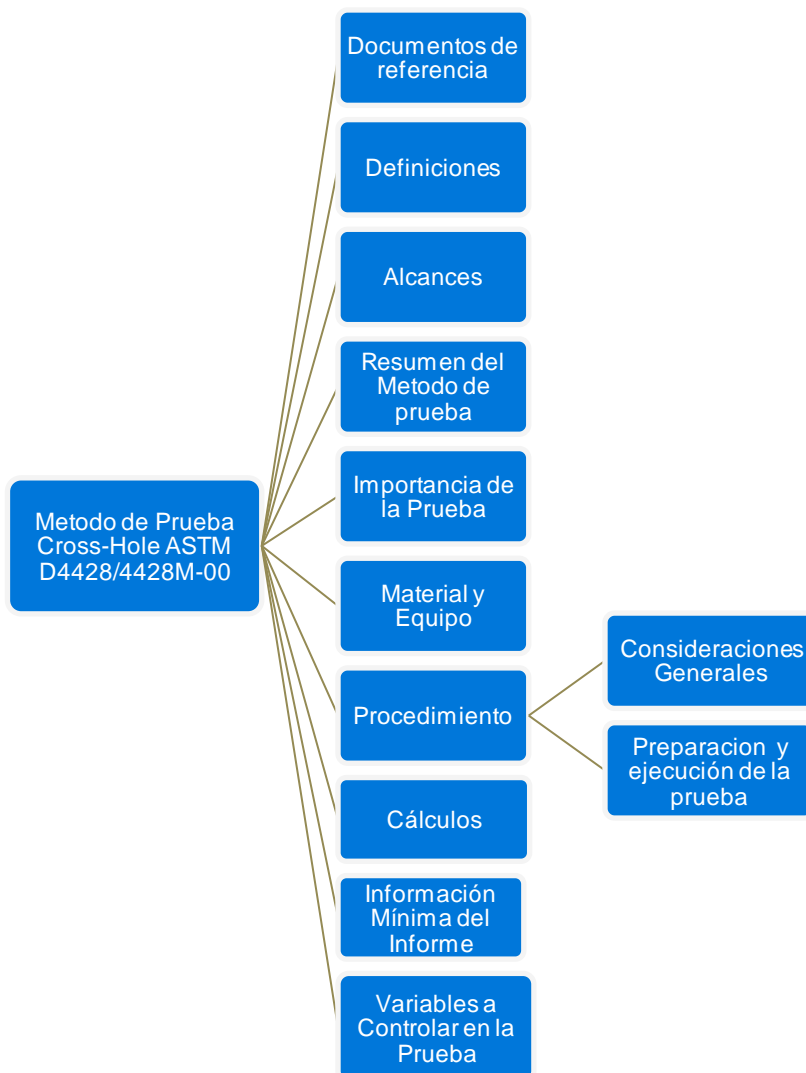 Documentos de
referencia
Definiciones
Alcances
Resumen del
Metodo de
prueba
Importancia de
la Prueba
Metodo de Prueba
Cross-Hole ASTM
D4428/4428M-00
Material y
Equipo
Procedimiento
Consideraciones
Generales
Preparacion y
ejecución de la
prueba
Cálculos
Información
Mínima del
Informe
Variables a
Controlar en la
Prueba